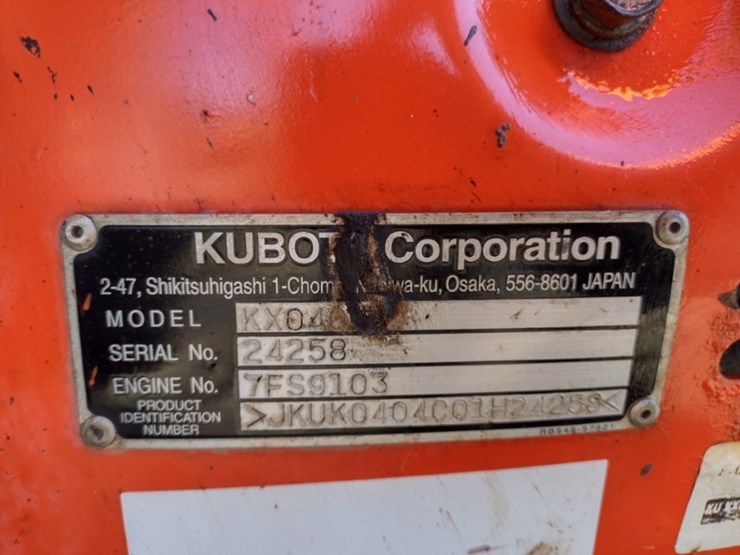 KUBOT Corporation
2-47, Shikitsuhigashi 1-Chom wa-ku, Osaka, 556-8601 JAPAN
MODEL KX04
SERIAL No. 24258
ENGINE No. 7FS9103
PRODUCT
IDENTIFICATION
NUMBER
>JKUK0404C01H24258<